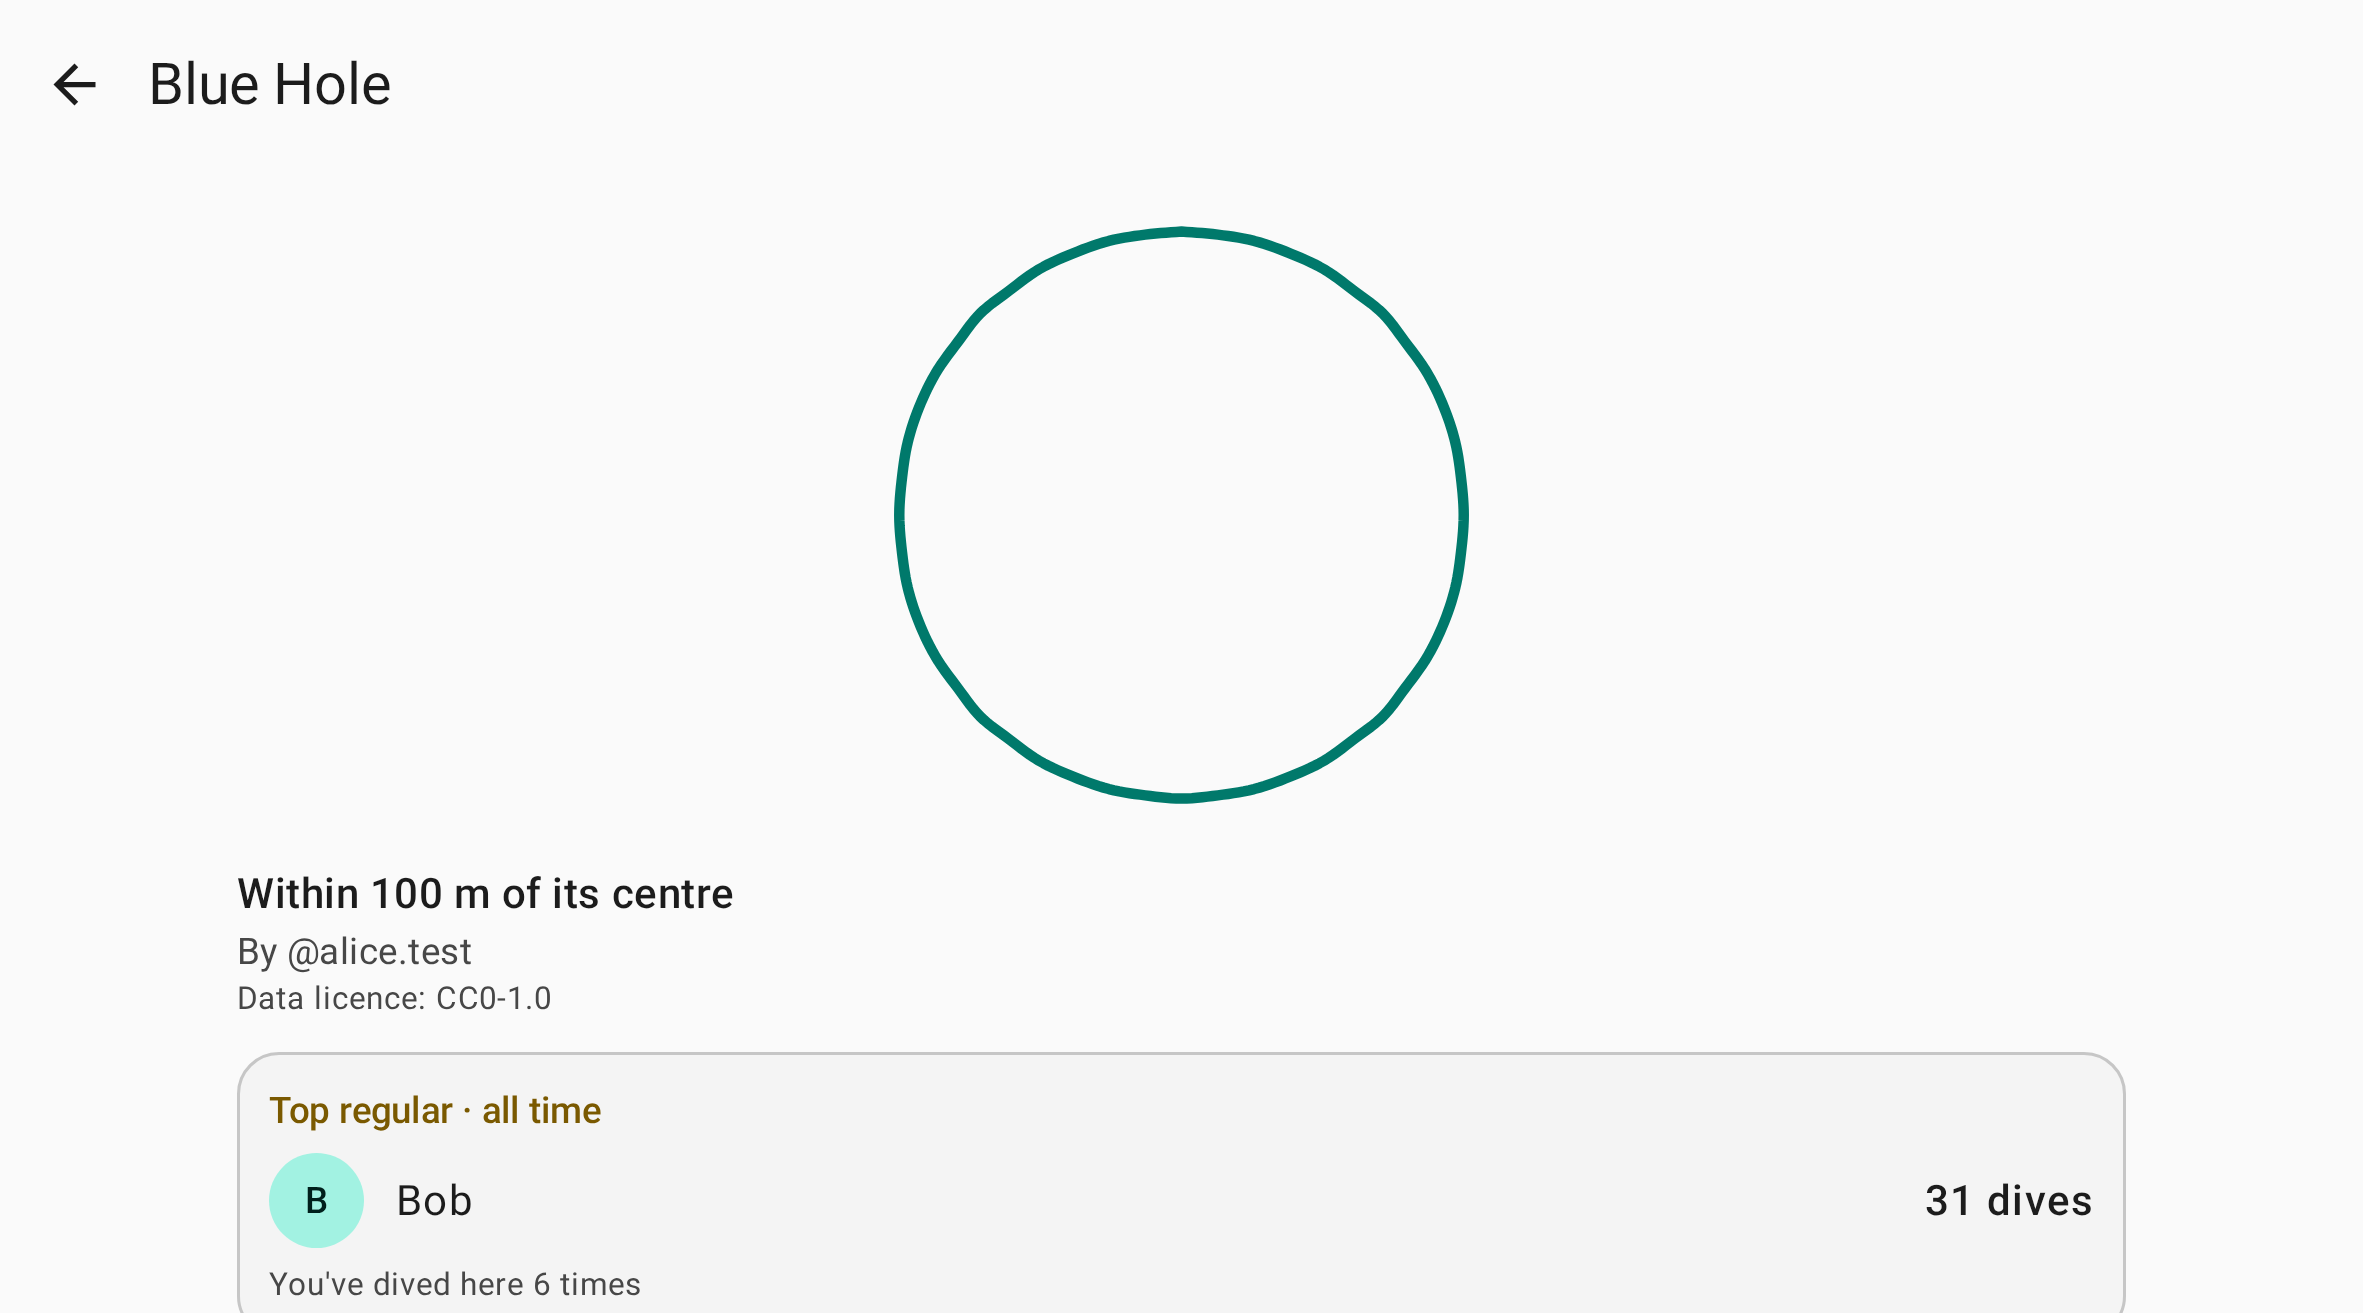 Blue Hole
Within 100 m of its centre
By @alice.test
Data licence: CC0-1.0
Top regular · all time
B
Bob
31 dives
You've dived here 6 times